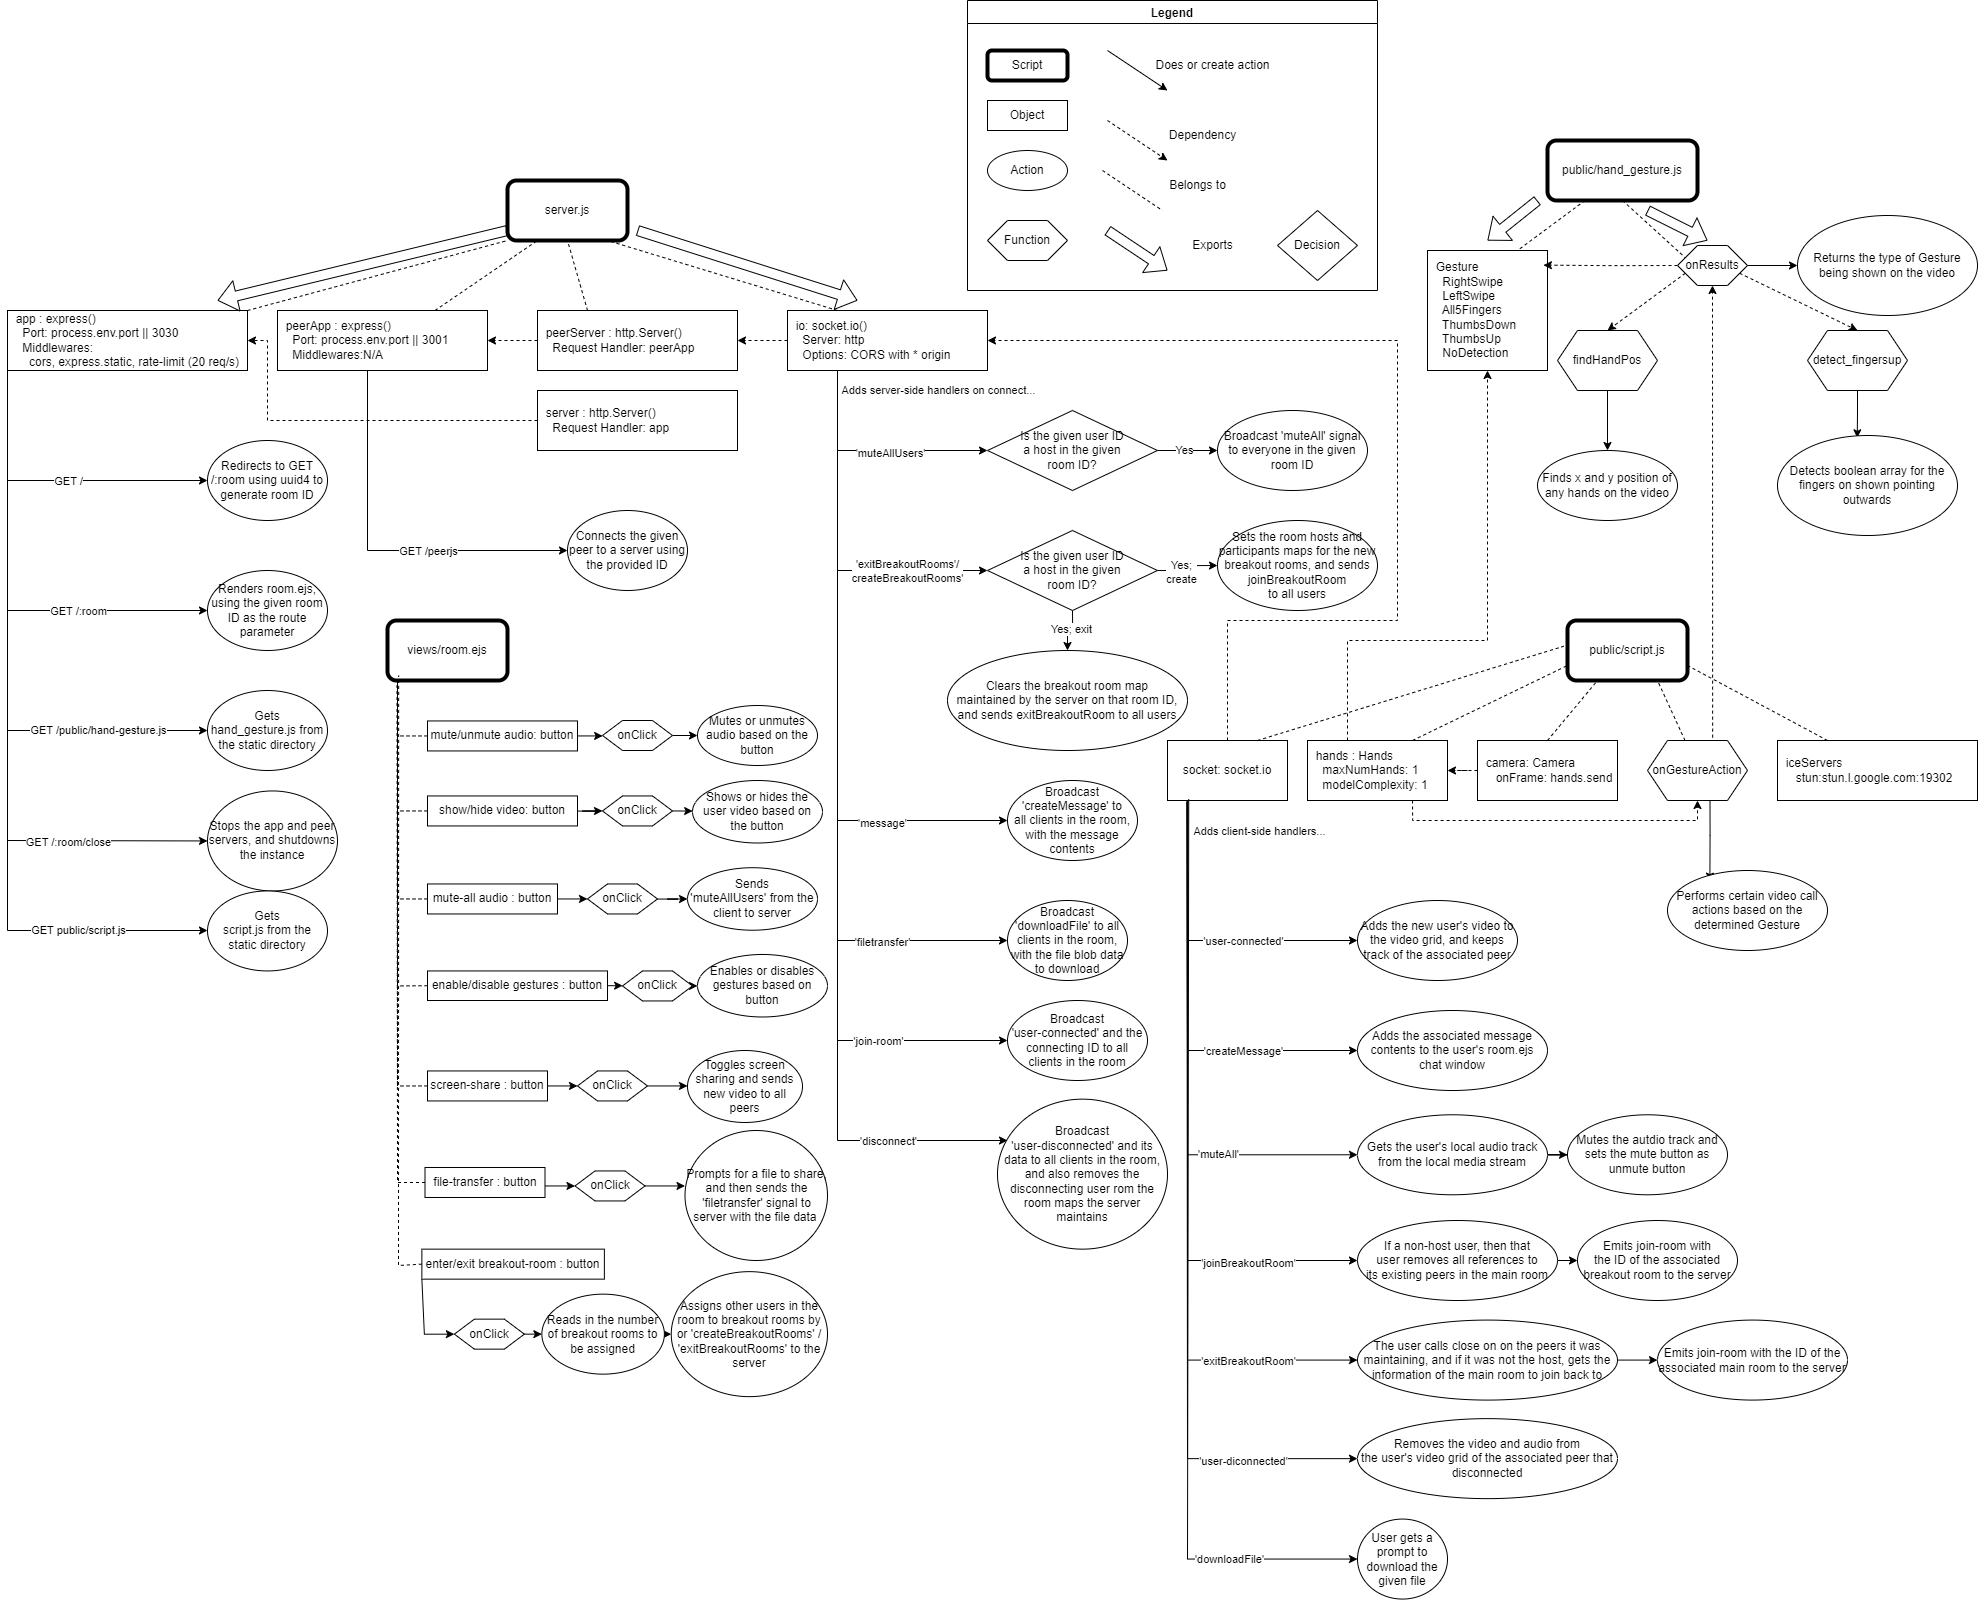 Legend
Script
Does or create action
Object
Dependency
Action
Belongs to
Function
Exports
Decision
server.js
app : express()
Port: process.env.port || 3030
Middlewares:
cors, express.static, rate-limit (20 req/s)
peerApp : express()
Port: process.env.port || 3001
Middlewares:N/A
peerServer : http.Server()
Request Handler: peerApp
io: socket.io()
Server: http
Options: CORS with * origin
server : http.Server()
Request Handler: app
GET /
Redirects to GET
/:room using uuid4 to
generate room ID
GET /peerjs
Connects the given
peer to a server using
the provided ID
GET /:room
Renders room.ejs,
using the given room
ID as the route
parameter
GET /public/hand-gesture.js
Gets
hand_gesture.js from
the static directory
GET /:room/close
Stops the app and peer
servers, and shutdowns
the instance
GET public/script.js
Gets
script.js from the
static directory
views/room.ejs
mute/unmute audio: button
onClick
Mutes or unmutes
audio based on the
button
show/hide video: button
onClick
Shows or hides the
user video based on
the button
mute-all audio : button
onClick
Sends
'muteAllUsers' from the
client to server
enable/disable gestures : button
onClick
Enables or disables
gestures based on
button
screen-share : button
onClick
Toggles screen
sharing and sends
new video to all
peers
file-transfer : button
onClick
Prompts for a file to share
and then sends the
'filetransfer' signal to
server with the file data
enter/exit breakout-room : button
onClick
Reads in the number
of breakout rooms to
be assigned
Assigns other users in the
room to breakout rooms by
or 'createBreakoutRooms' /
'exitBreakoutRooms' to the
server
Adds server-side handlers on connect...
'muteAllUsers'
Is the given user ID
a host in the given
room ID?
Yes
Broadcast 'muteAll' signal
to everyone in the given
room ID
'exitBreakoutRooms'/
createBreakoutRooms'
Is the given user ID
a host in the given
room ID?
Yes;
create
Sets the room hosts and
participants maps for the new
breakout rooms, and sends
joinBreakoutRoom
to all users
Yes; exit
Clears the breakout room map
maintained by the server on that room ID,
and sends exitBreakoutRoom to all users
'message'
Broadcast
'createMessage' to
all clients in the room,
with the message
contents
'filetransfer'
Broadcast
'downloadFile' to all
clients in the room,
with the file blob data
to download
'join-room'
Broadcast
'user-connected' and the
connecting ID to all
clients in the room
'disconnect'
Broadcast
'user-disconnected' and its
data to all clients in the room,
and also removes the
disconnecting user rom the
room maps the server
maintains
public/hand_gesture.js
Gesture
RightSwipe
LeftSwipe
All5Fingers
ThumbsDown
ThumbsUp
NoDetection
onResults
Returns the type of Gesture
being shown on the video
findHandPos
detect_fingersup
Finds x and y position of
any hands on the video
Detects boolean array for the
fingers on shown pointing
outwards
public/script.js
socket: socket.io
hands : Hands
maxNumHands: 1
modelComplexity: 1
camera: Camera
onFrame: hands.send
onGestureAction
iceServers
stun:stun.l.google.com:19302
Performs certain video call
actions based on the
determined Gesture
Adds client-side handlers...
'user-connected'
Adds the new user's video to
the video grid, and keeps
track of the associated peer
'createMessage'
Adds the associated message
contents to the user's room.ejs
chat window
'muteAll'
Gets the user's local audio track
from the local media stream
Mutes the autdio track and
sets the mute button as
unmute button
'joinBreakoutRoom'
If a non-host user, then that
user removes all references to
its existing peers in the main room
Emits join-room with
the ID of the associated
breakout room to the server
'exitBreakoutRoom'
The user calls close on on the peers it was
maintaining, and if it was not the host, gets the
information of the main room to join back to
Emits join-room with the ID of the
associated main room to the server
'user-diconnected'
Removes the video and audio from
the user's video grid of the associated peer that
disconnected
'downloadFile'
User gets a
prompt to
download the
given file